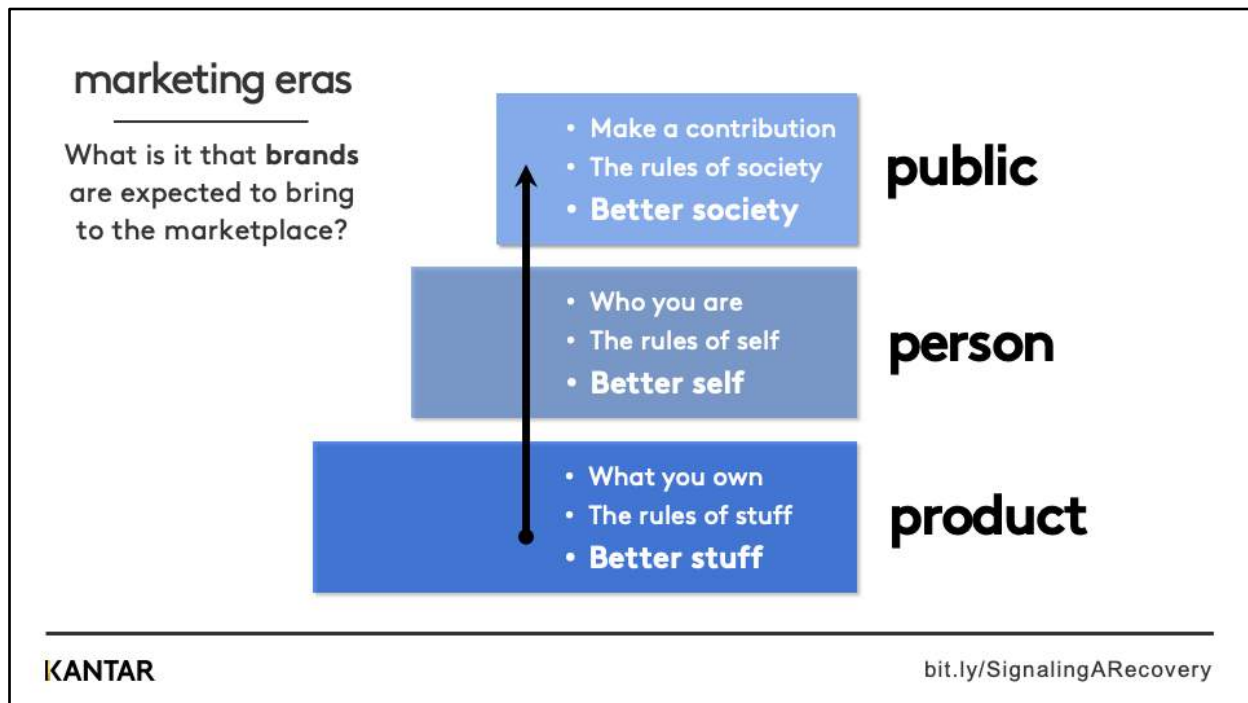 marketing eras
What is it that brands
are expected to bring
to the marketplace?
• Make a contribution
• The rules of society
• Better society
public
• Who you are
• The rules of self
• Better self
person
• What you own
• The rules of stuff
• Better stuff
product
KANTAR
bit.ly/SignalingARecovery